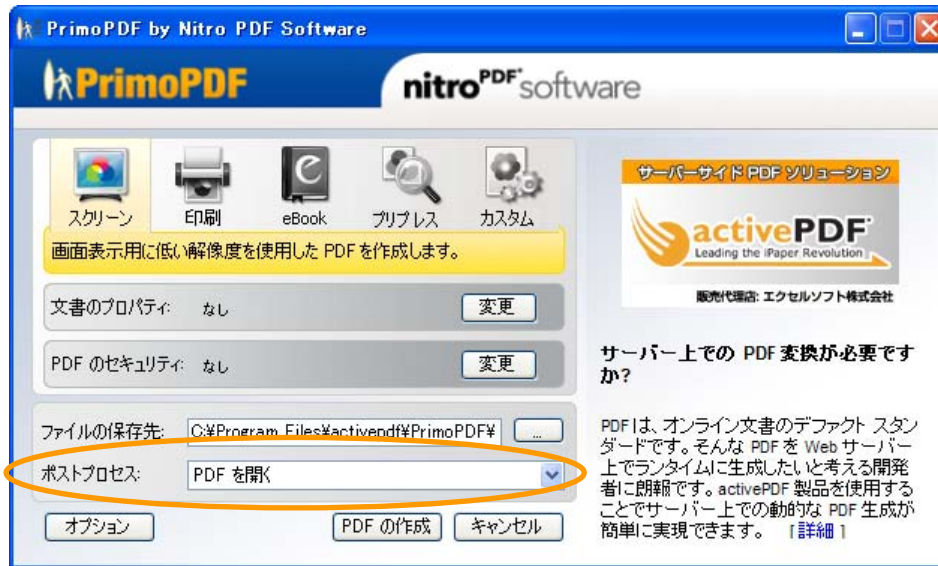 PrimoPDF by Nitro PDF Software
PrimoPDF
nitroPDF software
スクリーン 印刷 eBook プリプレス カスタム
画面表示用に低い解像度を使用した PDF を作成します。
文書のプロパティ: なし 変更
PDF のセキュリティ: なし 変更
ファイルの保存先: C:¥Program Files¥activepdf¥PrimoPDF¥ ...
ポストプロセス: PDF を開く
オプション PDF の作成 キャンセル
サーバーサイド PDF ソリューション
activePDF
Leading the iPaper Revolution
販売代理店: エクセルソフト株式会社
サーバー上での PDF 変換が必要です
か?
PDF は、オンライン文書のデファクト スタン
ダードです。そんな PDF を Web サーバー
上でランタイムに生成したいと考える開発
者に朗報です。activePDF 製品を使用する
ことでサーバー上での動的な PDF 生成が
簡単に実現できます。 [詳細]